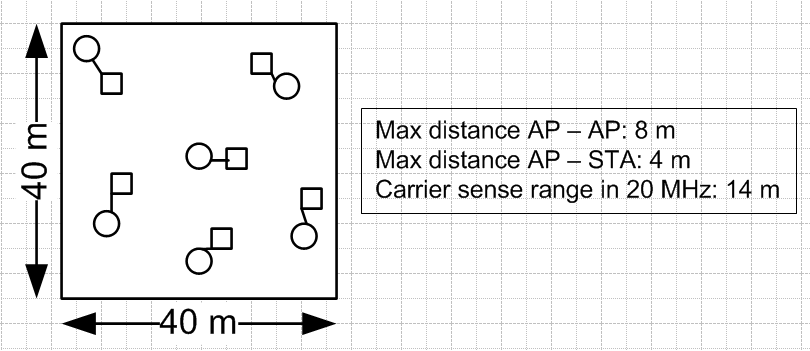 40 m
Max distance AP – AP: 8 m
Max distance AP – STA: 4 m
Carrier sense range in 20 MHz: 14 m
40 m